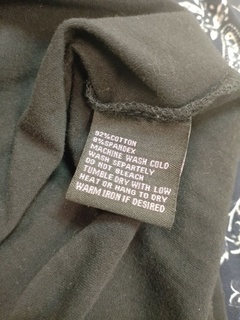 92%COTTON
8%SPANDEX
MACHINE WASH COLD
WASH SEPARTELY
DO NOT BLEACH
TUMBLE DRY WITH LOW
HEAT OR HANG TO DRY
WARM IRON IF DESIRED